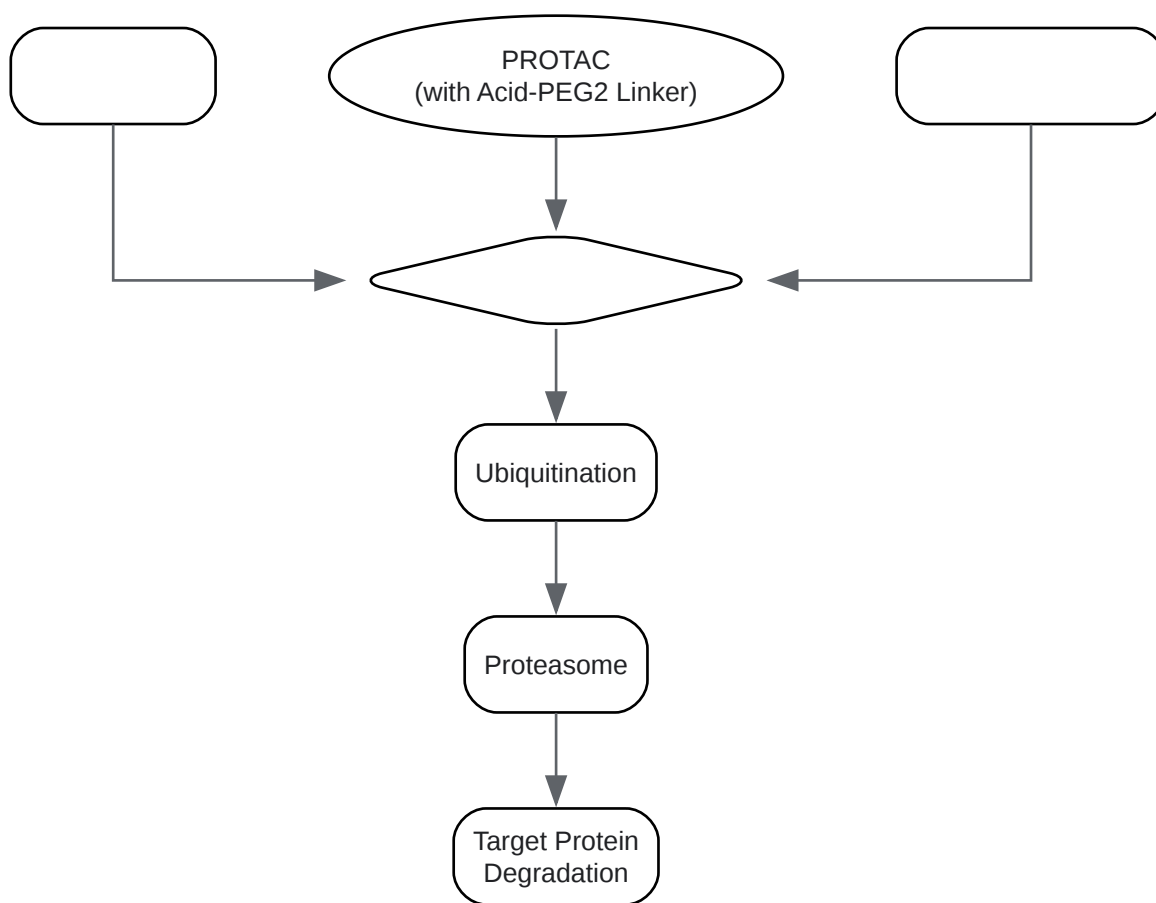 PROTAC
(with Acid-PEG2 Linker)
Ubiquitination
Proteasome
Target Protein
Degradation